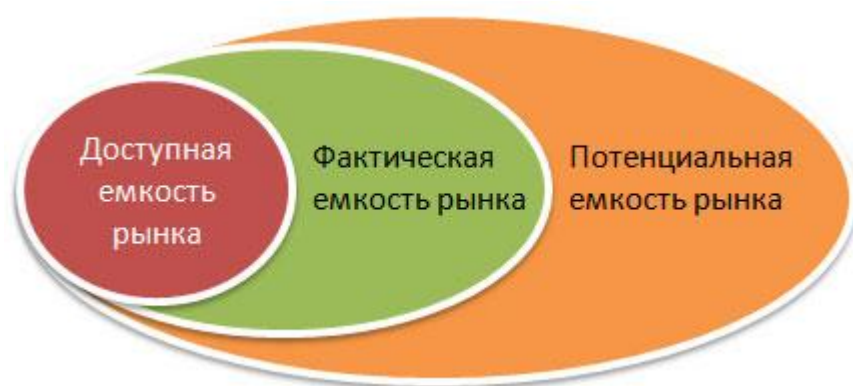 Доступная
емкость
рынка
Фактическая
емкость рынка
Потенциальная
емкость рынка